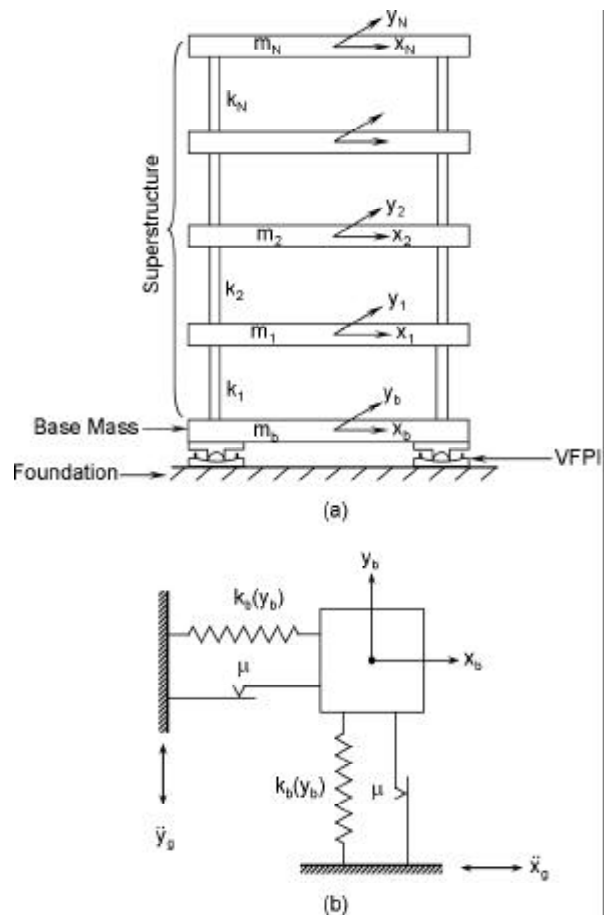 y_N
m_N x_N
k_N
Superstructure
y_2
m_2 x_2
k_2
y_1
m_1 x_1
k_1
y_b
Base Mass
m_b x_b
VFPI
Foundation
(a)
y_b
k_b(y_b)
x_b
μ
k_b(y_b) μ
ÿ_g
ẍ_g
(b)